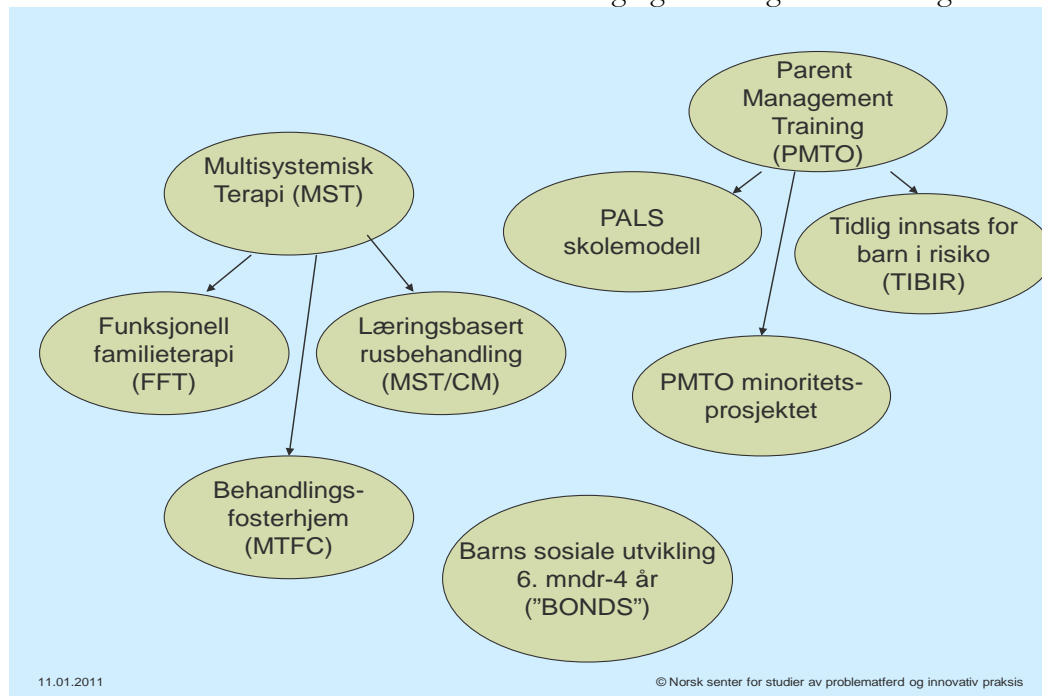 Parent
Management
Training
(PMTO)
Multisystemisk
Terapi (MST)
PALS
skolemodell
Tidlig innsats for
barn i risiko
(TIBIR)
Funksjonell
familieterapi
(FFT)
Læringsbasert
rusbehandling
(MST/CM)
PMTO minoritets-
prosjektet
Behandlings-
fosterhjem
(MTFC)
Barns sosiale utvikling
6. mndr-4 år
("BONDS")
11.01.2011
© Norsk senter for studier av problematferd og innovativ praksis